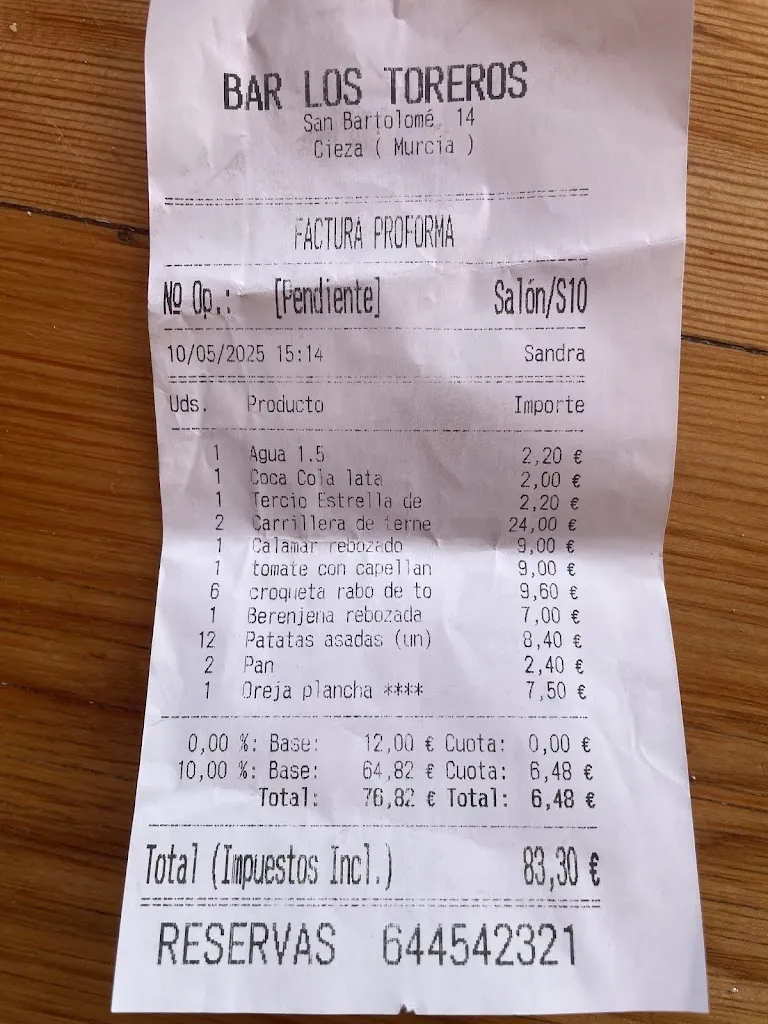 BAR LOS TOREROS
San Bartolomé, 14
Cieza ( Murcia )
FACTURA PROFORMA
Nº Op.: [Pendiente] Salón/S10
10/05/2025 15:14 Sandra
Uds. Producto Importe
1 Agua 1.5 2,20 €
1 Coca Cola lata 2,00 €
1 Tercio Estrella de 2,20 €
2 Carrillera de terne 24,00 €
1 Calamar rebozado 9,00 €
1 tomate con capellan 9,00 €
6 croqueta rabo de to 9,60 €
1 Berenjena rebozada 7,00 €
12 Patatas asadas (un) 8,40 €
2 Pan 2,40 €
1 Oreja plancha **** 7,50 €
0,00 %: Base: 12,00 € Cuota: 0,00 €
10,00 %: Base: 64,82 € Cuota: 6,48 €
Total: 76,82 € Total: 6,48 €
Total (Impuestos Incl.) 83,30 €
RESERVAS 644542321